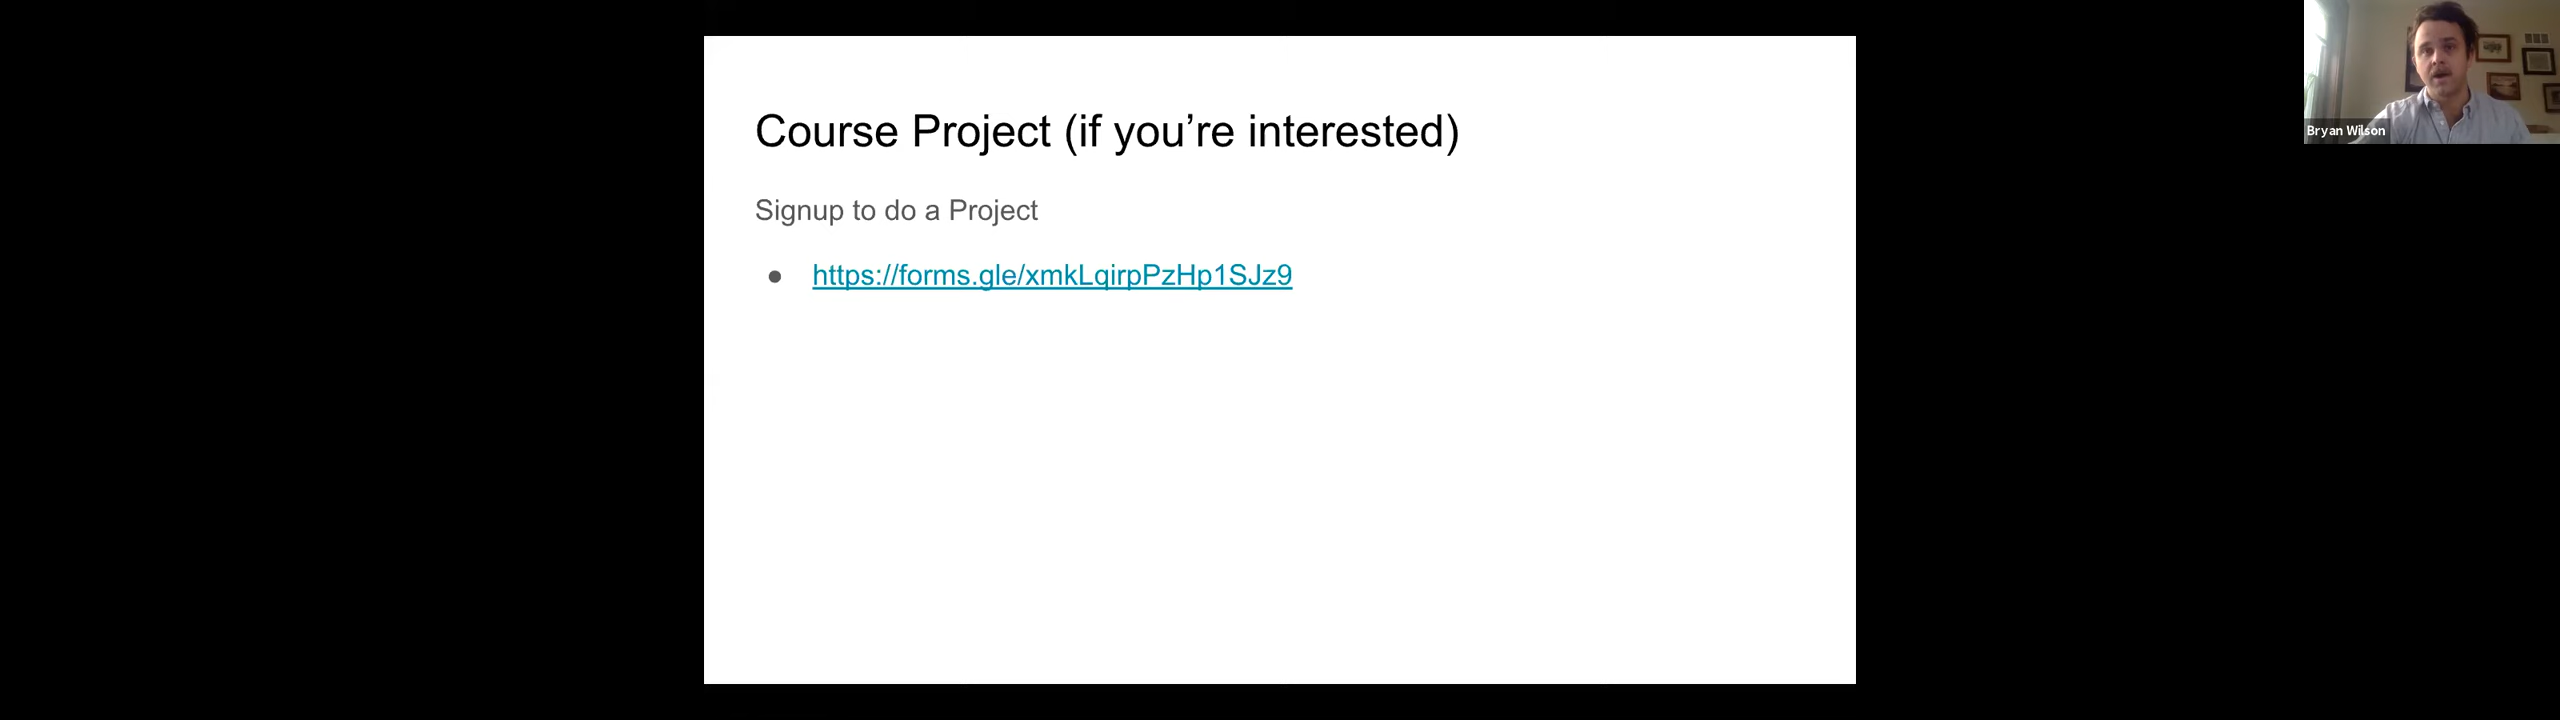 Course Project (if you’re interested)
Signup to do a Project
● https://forms.gle/xmkLqirpPzHp1SJz9
Bryan Wilson